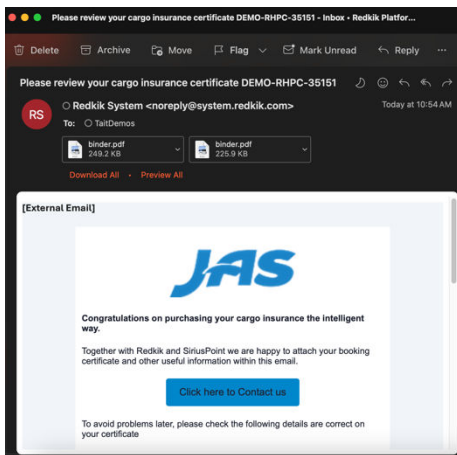 Please review your cargo insurance certificate DEMO-RHPC-35151 - Inbox • Redkik Platfor...
Delete Archive Move Flag Mark Unread Reply ...
Please review your cargo insurance certificate DEMO-RHPC-35151
RS
Redkik System <noreply@system.redkik.com>
Today at 10:54 AM
To: TaitDemos
binder.pdf
249.2 KB
binder.pdf
225.9 KB
Download All • Preview All
[External Email]
JAS
Congratulations on purchasing your cargo insurance the intelligent
way.
Together with Redkik and SiriusPoint we are happy to attach your booking
certificate and other useful information within this email.
Click here to Contact us
To avoid problems later, please check the following details are correct on
your certificate